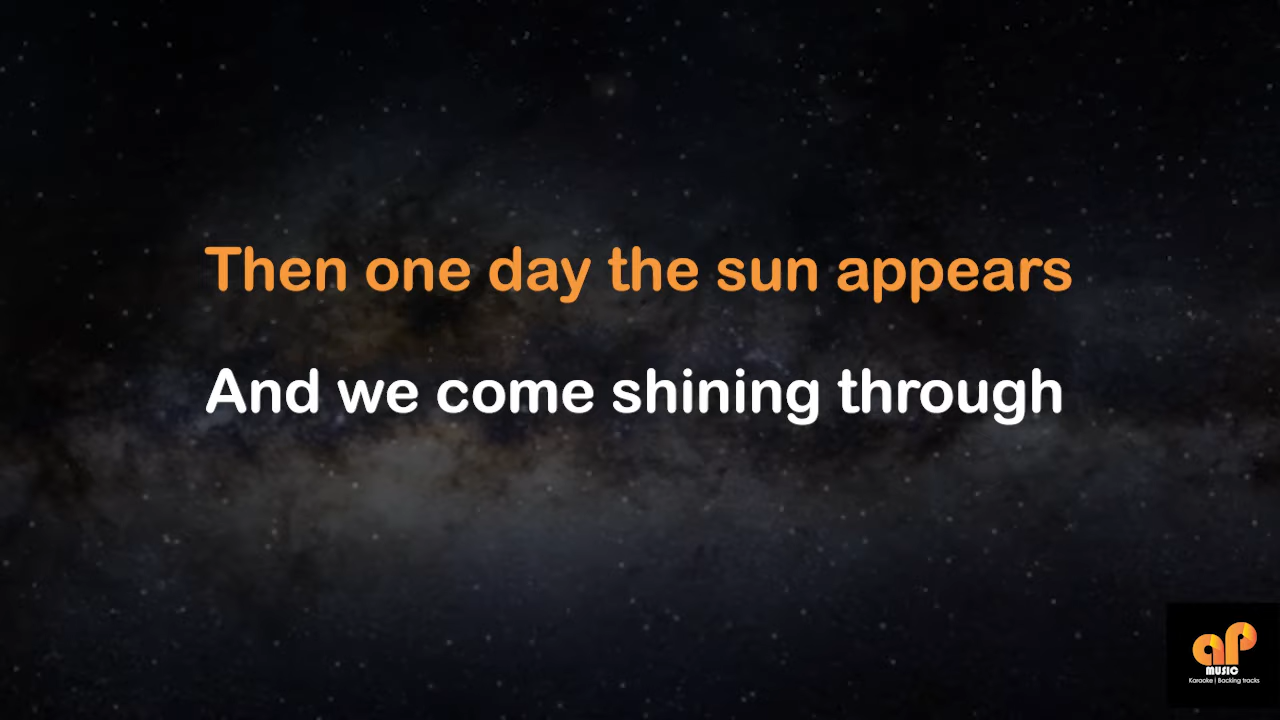 Then one day the sun appears
And we come shining through
aP
MUSIC
Karaoke | Backing tracks